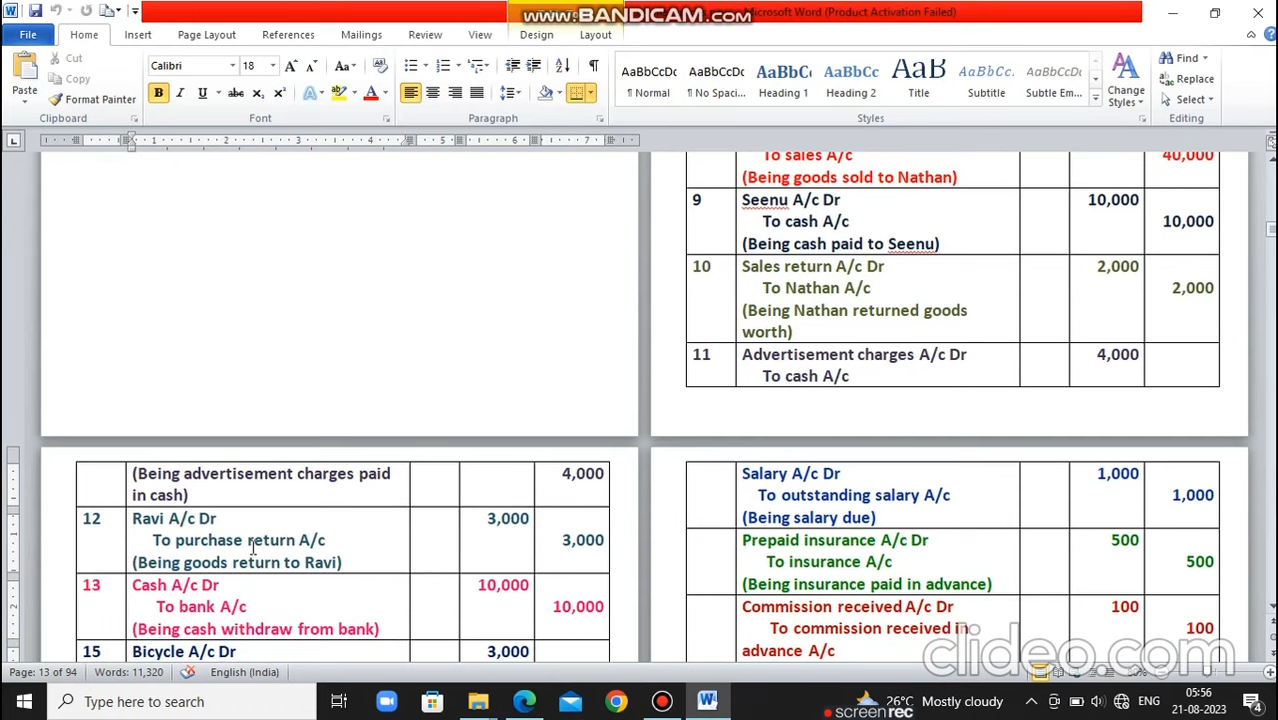 www.BANDICAM.com
Microsoft Word (Product Activation Failed)
File Home Insert Page Layout References Mailings Review View Design Layout
Paste
Cut
Copy
Format Painter
Clipboard
Calibri 18
Font
Paragraph
AaBbCcDc AaBbCcDc AaBbCc AaBbCc AaB AaBbCc. AaBbCcDc
¶ Normal ¶ No Spaci... Heading 1 Heading 2 Title Subtitle Subtle Em...
Styles
Change Styles
Find
Replace
Select
Editing
To sales A/c 40,000
(Being goods sold to Nathan)
9 Seenu A/c Dr 10,000
To cash A/c 10,000
(Being cash paid to Seenu)
10 Sales return A/c Dr 2,000
To Nathan A/c 2,000
(Being Nathan returned goods
worth)
11 Advertisement charges A/c Dr 4,000
To cash A/c
(Being advertisement charges paid 4,000
in cash)
12 Ravi A/c Dr 3,000
To purchase return A/c 3,000
(Being goods return to Ravi)
13 Cash A/c Dr 10,000
To bank A/c 10,000
(Being cash withdraw from bank)
15 Bicycle A/c Dr 3,000
Salary A/c Dr 1,000
To outstanding salary A/c 1,000
(Being salary due)
Prepaid insurance A/c Dr 500
To insurance A/c 500
(Being insurance paid in advance)
Commission received A/c Dr 100
To commission received in 100
advance A/c
clideo.com
Page: 13 of 94 Words: 11,320 English (India)
Type here to search
26°C Mostly cloudy
ENG
05:56
21-08-2023
screen rec